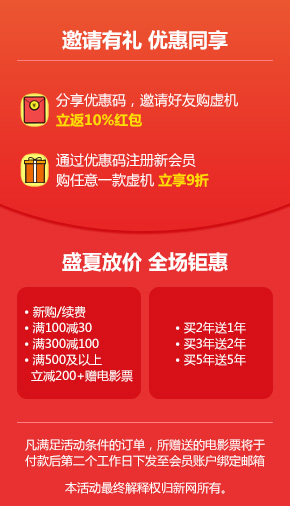 邀请有礼 优惠同享
分享优惠码，邀请好友购虚机
立返10%红包
通过优惠码注册新会员
购任意一款虚机 立享9折
盛夏放价 全场钜惠
• 新购/续费
• 满100减30
• 满300减100
• 满500及以上
立减200+赠电影票
• 买2年送1年
• 买3年送2年
• 买5年送5年
凡满足活动条件的订单，所赠送的电影票将于
付款后第二个工作日下发至会员账户绑定邮箱
本活动最终解释权归新网所有。